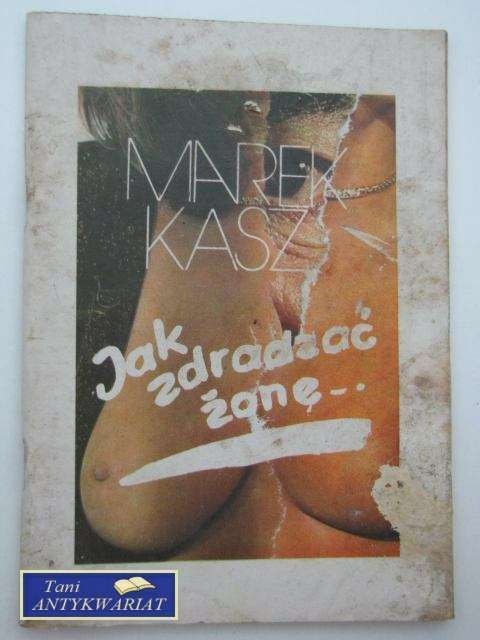 MAREK
KASZ
Jak
zdradzać
żonę...
Tani
ANTYKWARIAT